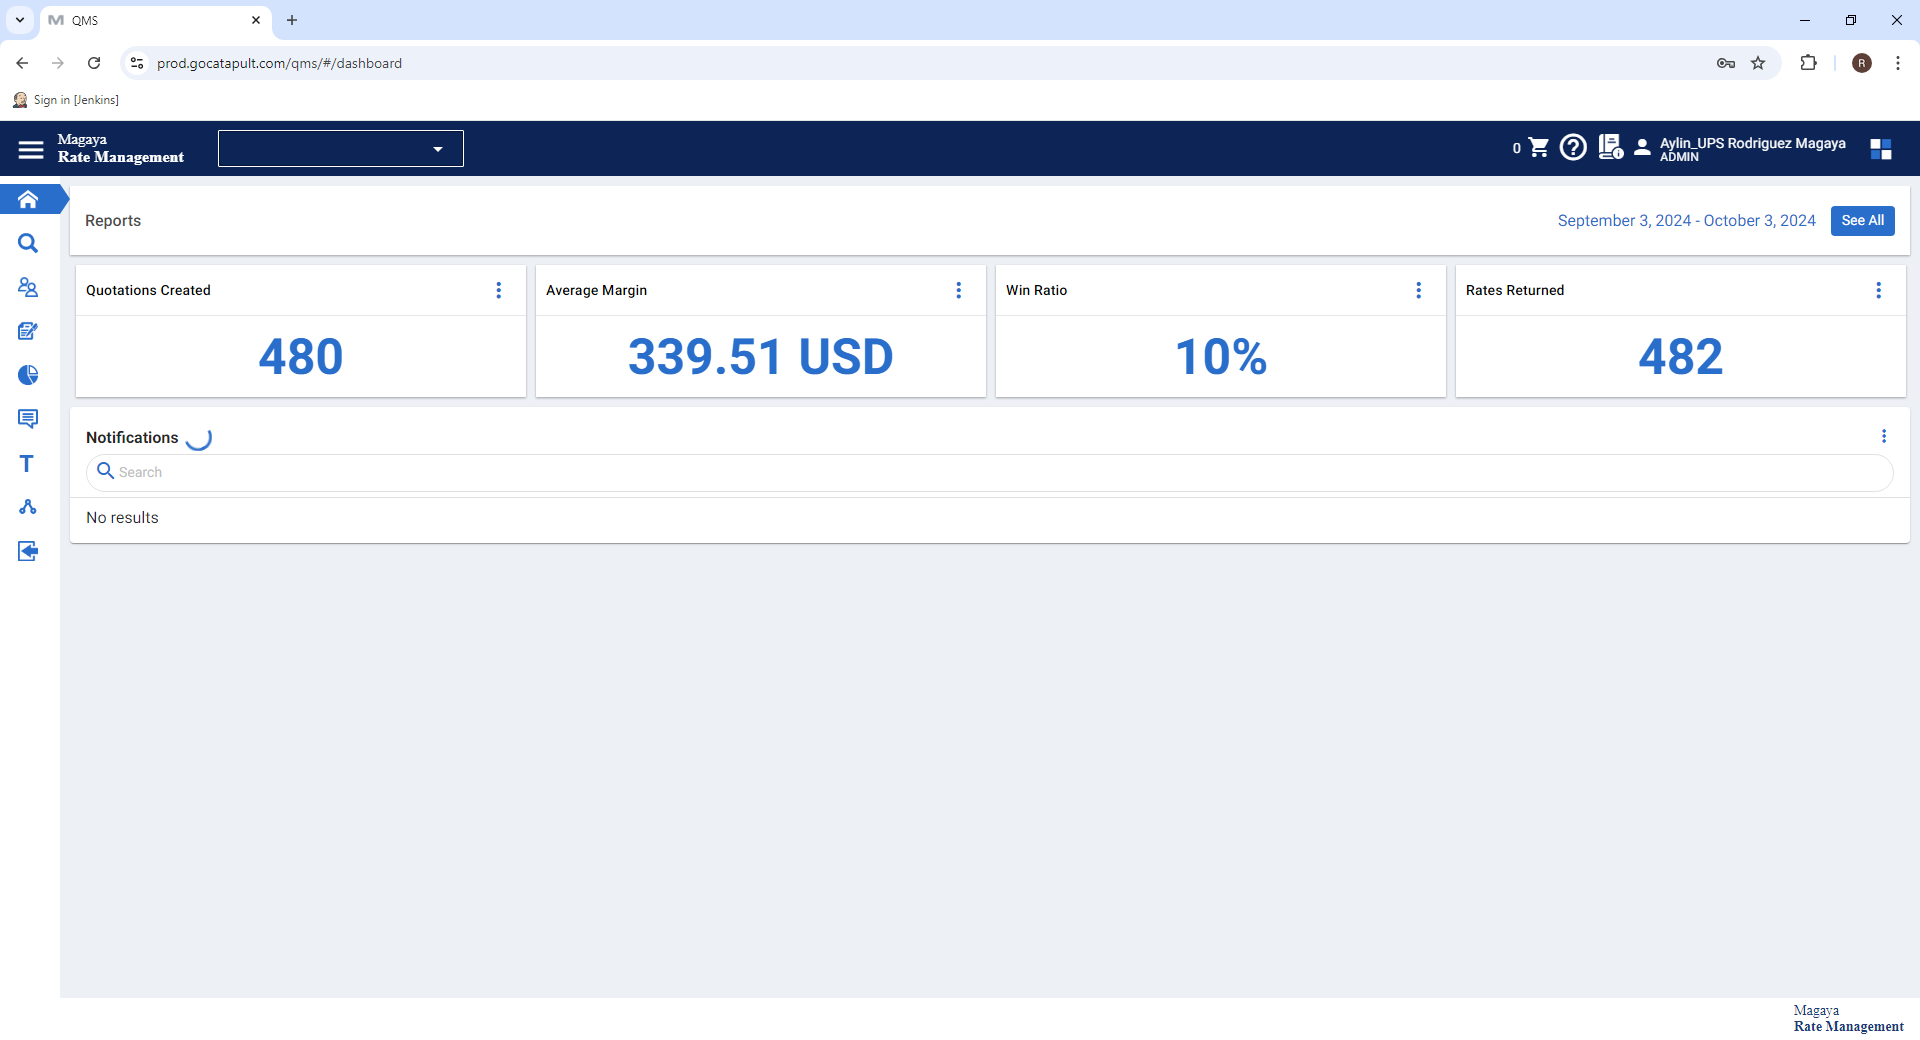 QMS
prod.gocatapult.com/qms/#/dashboard
R
Sign in [Jenkins]
Magaya
Rate Management
0
Aylin_UPS Rodriguez Magaya
ADMIN
Reports
September 3, 2024 - October 3, 2024
See All
Quotations Created
480
Average Margin
339.51 USD
Win Ratio
10%
Rates Returned
482
Notifications
Search
No results
T
Magaya
Rate Management